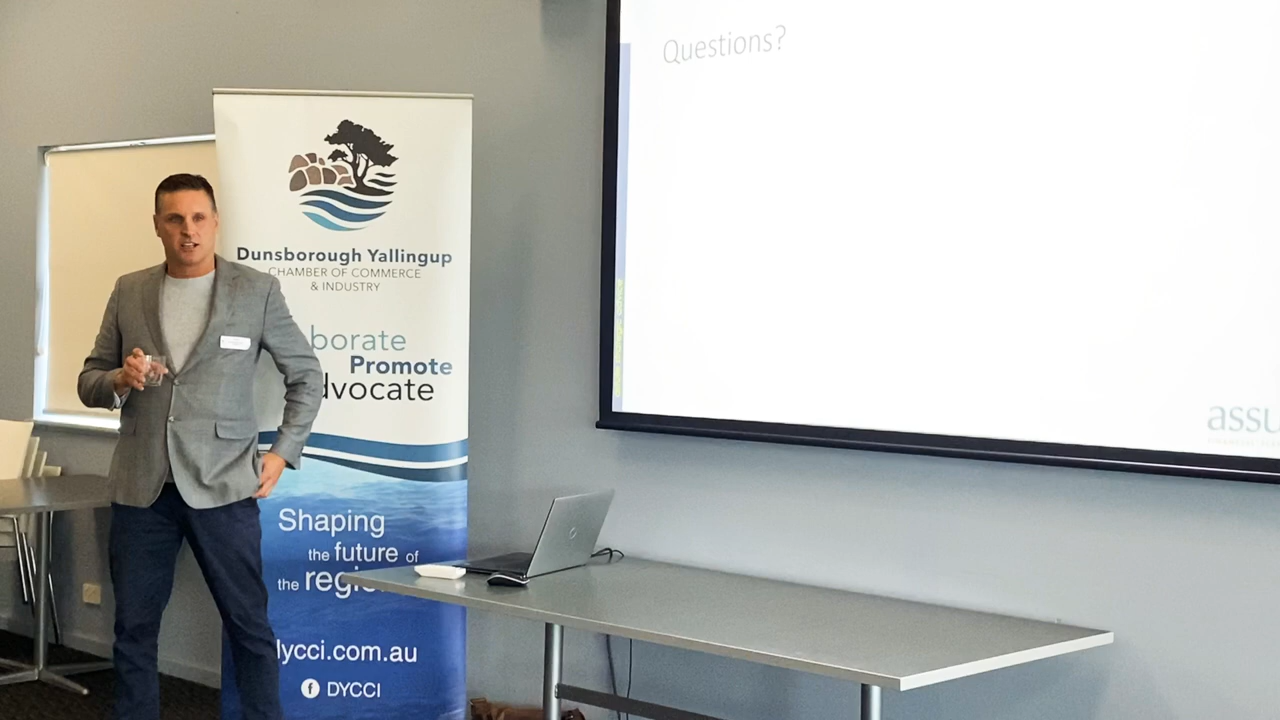 Dunsborough Yallingup
CHAMBER OF COMMERCE
& INDUSTRY
borate
Promote
dvocate
Shaping
the future of
the regio
dycci.com.au
DYCCI
Questions?
assu